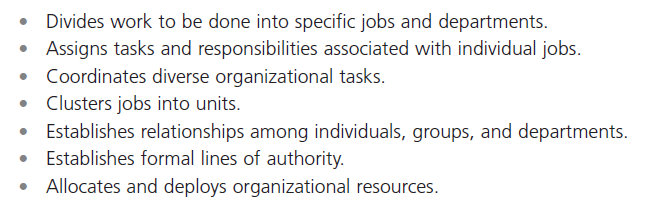 • Divides work to be done into specific jobs and departments.
• Assigns tasks and responsibilities associated with individual jobs.
• Coordinates diverse organizational tasks.
• Clusters jobs into units.
• Establishes relationships among individuals, groups, and departments.
• Establishes formal lines of authority.
• Allocates and deploys organizational resources.